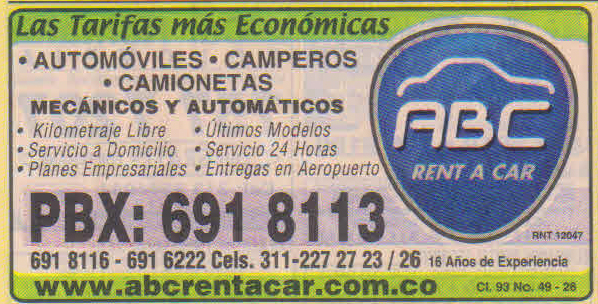 Las Tarifas más Económicas
• AUTOMÓVILES • CAMPEROS
• CAMIONETAS
MECÁNICOS Y AUTOMÁTICOS
• Kilometraje Libre • Últimos Modelos
• Servicio a Domicilio • Servicio 24 Horas
• Planes Empresariales • Entregas en Aeropuerto
ABC
RENT A CAR
PBX: 691 8113
RNT 12047
691 8116 - 691 6222 Cels. 311-227 27 23 / 26 16 Años de Experiencia
www.abcrentacar.com.co Cl. 93 No. 49 - 26